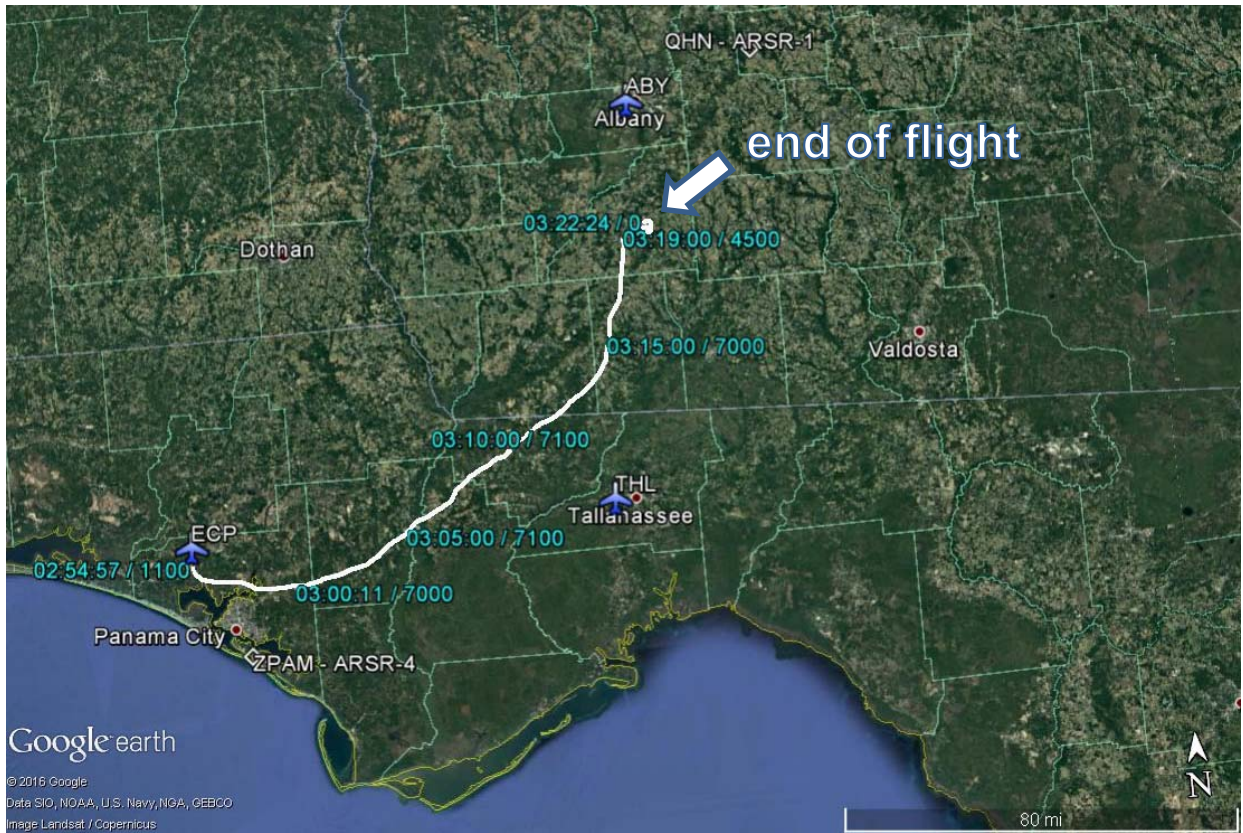 QHN - ARSR-1
ABY
Albany
end of flight
03:22:24 / 0
03:19:00 / 4500
Dothan
03:15:00 / 7000
Valdosta
03:10:00 / 7100
THL
Tallahassee
ECP
03:05:00 / 7100
02:54:57 / 1100
03:00:11 / 7000
Panama City
ZPAM - ARSR-4
Google earth
© 2016 Google
Data SIO, NOAA, U.S. Navy, NGA, GEBCO
Image Landsat / Copernicus
N
80 mi